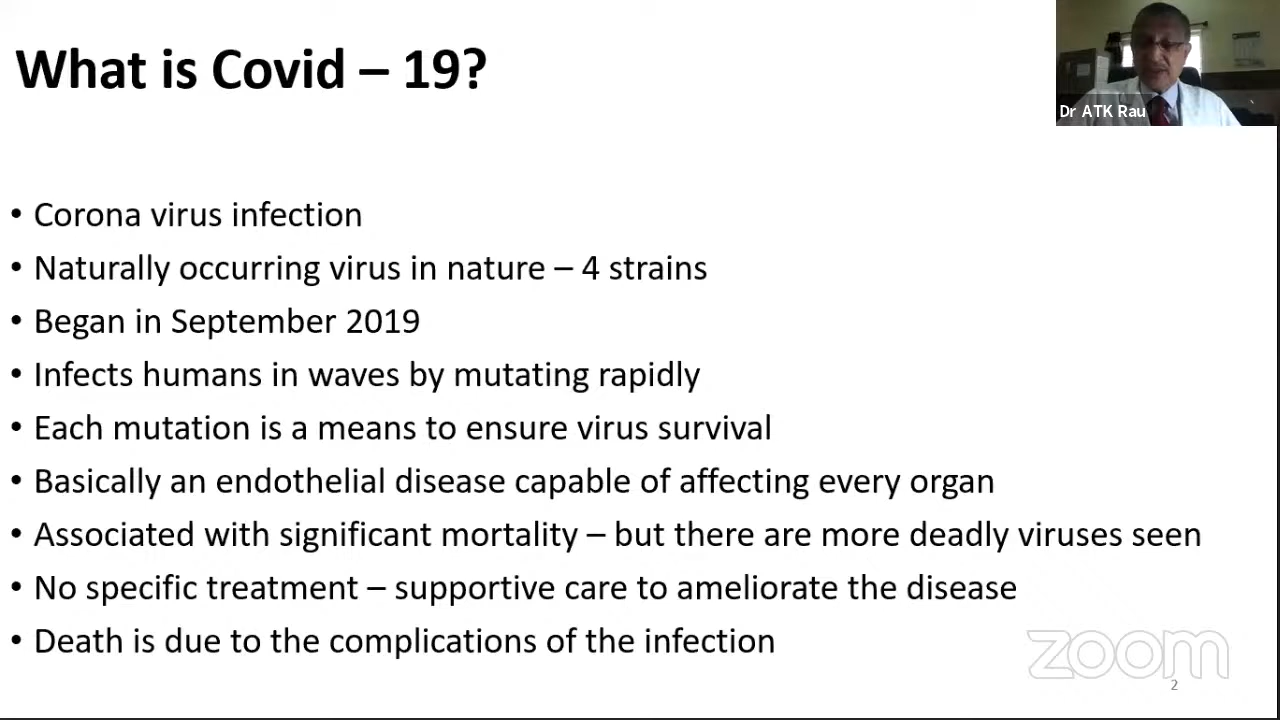 What is Covid – 19?
Dr ATK Rau
• Corona virus infection
• Naturally occurring virus in nature – 4 strains
• Began in September 2019
• Infects humans in waves by mutating rapidly
• Each mutation is a means to ensure virus survival
• Basically an endothelial disease capable of affecting every organ
• Associated with significant mortality – but there are more deadly viruses seen
• No specific treatment – supportive care to ameliorate the disease
• Death is due to the complications of the infection
zoom
2